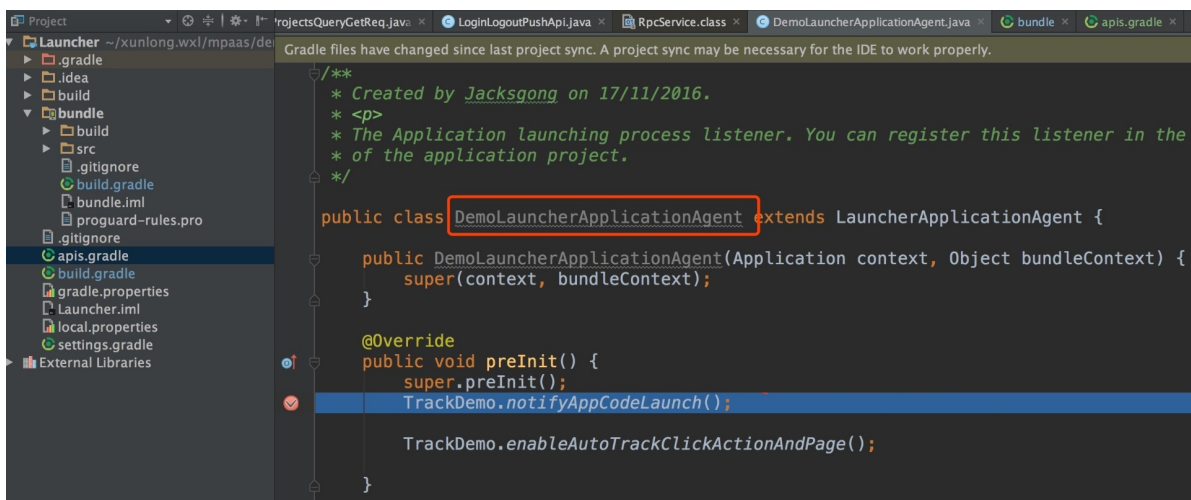 Project
rojectsQueryGetReq.java
LoginLogoutPushApi.java
RpcService.class
DemoLauncherApplicationAgent.java
bundle
apis.gradle
Launcher ~/xunlong.wxl/mpaas/de
.gradle
.idea
build
bundle
build
src
.gitignore
build.gradle
bundle.iml
proguard-rules.pro
.gitignore
apis.gradle
build.gradle
gradle.properties
Launcher.iml
local.properties
settings.gradle
External Libraries
Gradle files have changed since last project sync. A project sync may be necessary for the IDE to work properly.
/**
* Created by Jacksgong on 17/11/2016.
* <p>
* The Application launching process listener. You can register this listener in the
* of the application project.
*/
public class DemoLauncherApplicationAgent extends LauncherApplicationAgent {
public DemoLauncherApplicationAgent(Application context, Object bundleContext) {
super(context, bundleContext);
}
@Override
public void preInit() {
super.preInit();
TrackDemo.notifyAppCodeLaunch();
TrackDemo.enableAutoTrackClickActionAndPage();
}